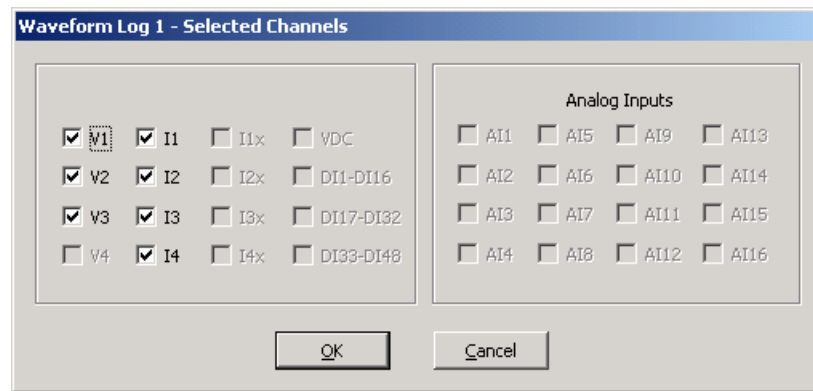 Waveform Log 1 - Selected Channels
Analog Inputs
V1 I1 I1x VDC AI1 AI5 AI9 AI13
V2 I2 I2x DI1-DI16 AI2 AI6 AI10 AI14
V3 I3 I3x DI17-DI32 AI3 AI7 AI11 AI15
V4 I4 I4x DI33-DI48 AI4 AI8 AI12 AI16
OK Cancel